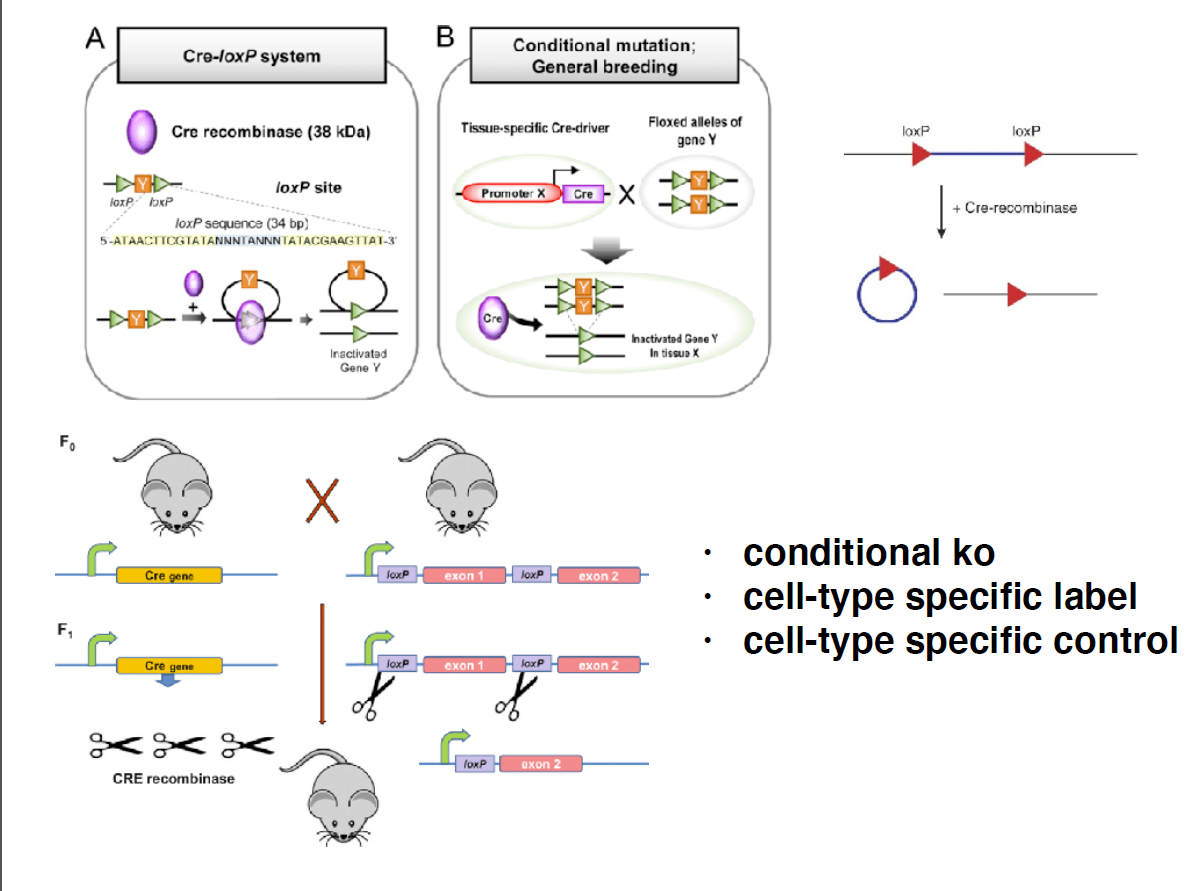 A
Cre-loxP system
Cre recombinase (38 kDa)
Y
loxP loxP
loxP site
loxP sequence (34 bp)
5'-ATAACTTCGTATANNNTANNNTATACGAAGTTAT-3'
Y
+
Y
Y
Inactivated
Gene Y
B
Conditional mutation;
General breeding
Tissue-specific Cre-driver
Floxed alleles of
gene Y
Promoter X
Cre
X
Y
Y
Cre
Y
Y
Inactivated Gene Y
In tissue X
loxP
loxP
+ Cre-recombinase
F0
Cre gene
loxP exon 1 loxP exon 2
F1
Cre gene
loxP exon 1 loxP exon 2
CRE recombinase
loxP exon 2
· conditional ko
· cell-type specific label
· cell-type specific control